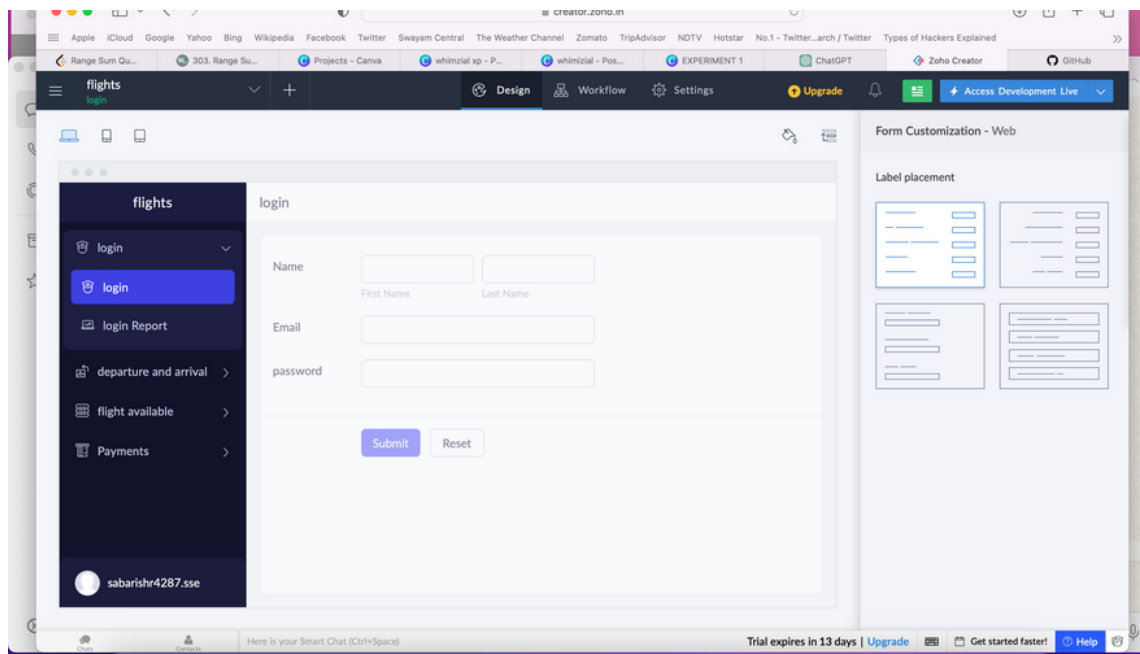 creator.zoho.in
Apple iCloud Google Yahoo Bing Wikipedia Facebook Twitter Swayam Central The Weather Channel Zomato TripAdvisor NDTV Hotstar No.1 - Twitter...arch / Twitter Types of Hackers Explained
Range Sum Qu... 303. Range Su... Projects - Canva whimzial xp - P... whimizial - Pos... EXPERIMENT 1 ChatGPT Zoho Creator GitHub
flights
login
Design Workflow Settings Upgrade Access Development Live
Form Customization - Web
Label placement
flights
login
login
login
login Report
departure and arrival
flight available
Payments
sabarishr4287.sse
Name
First Name Last Name
Email
password
Submit Reset
Chats Contacts Here is your Smart Chat (Ctrl+Space) Trial expires in 13 days | Upgrade Get started faster! Help